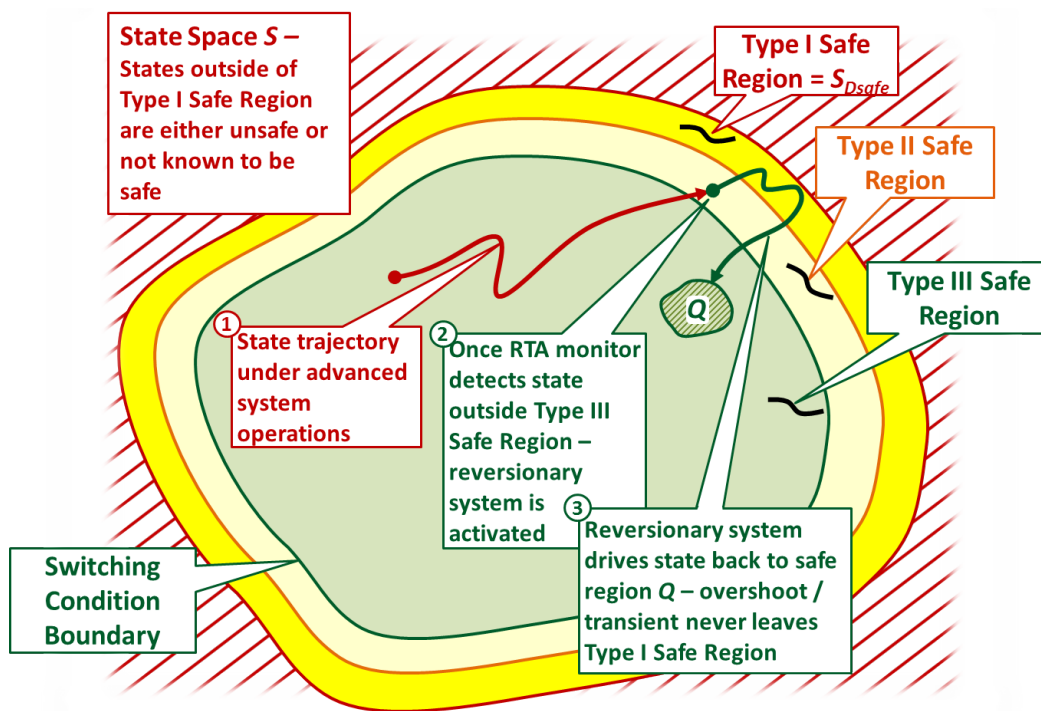 State Space S –
States outside of
Type I Safe Region
are either unsafe or
not known to be
safe
Type I Safe
Region = S_Dsafe
Type II Safe
Region
Type III Safe
Region
Q
1
State trajectory
under advanced
system
operations
2
Once RTA monitor
detects state
outside Type III
Safe Region –
reversionary
system is
activated
3
Reversionary system
drives state back to safe
region Q – overshoot /
transient never leaves
Type I Safe Region
Switching
Condition
Boundary